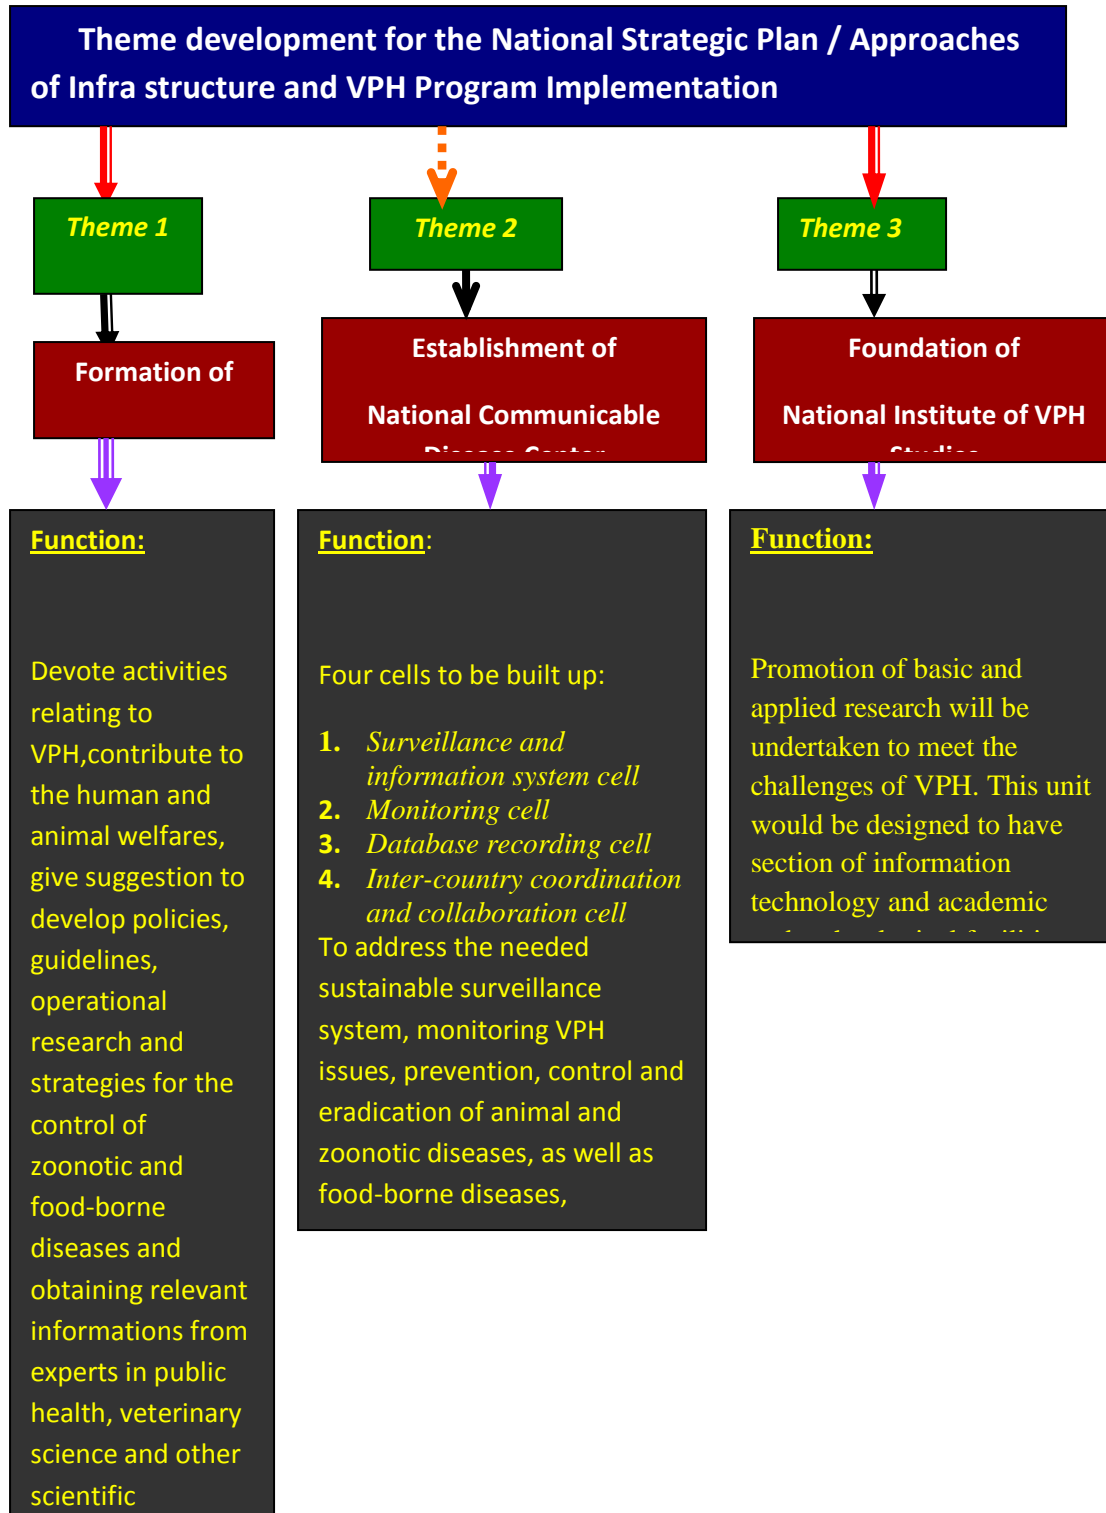 Theme development for the National Strategic Plan / Approaches
of Infra structure and VPH Program Implementation
Theme 1
Formation of
Function:
Devote activities
relating to
VPH,contribute to
the human and
animal welfares,
give suggestion to
develop policies,
guidelines,
operational
research and
strategies for the
control of
zoonotic and
food-borne
diseases and
obtaining relevant
informations from
experts in public
health, veterinary
science and other
scientific
Theme 2
Establishment of
National Communicable
Disease Center
Function:
Four cells to be built up:
1. Surveillance and
information system cell
2. Monitoring cell
3. Database recording cell
4. Inter-country coordination
and collaboration cell
To address the needed
sustainable surveillance
system, monitoring VPH
issues, prevention, control and
eradication of animal and
zoonotic diseases, as well as
food-borne diseases,
Theme 3
Foundation of
National Institute of VPH
Studies
Function:
Promotion of basic and
applied research will be
undertaken to meet the
challenges of VPH. This unit
would be designed to have
section of information
technology and academic